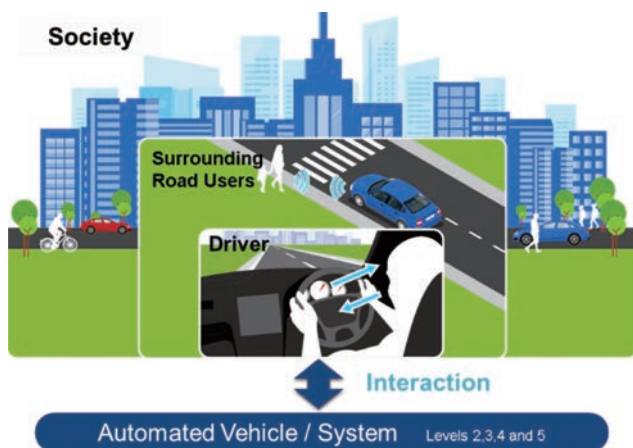 Society
Surrounding
Road Users
Driver
Interaction
Automated Vehicle / System Levels 2,3,4 and 5